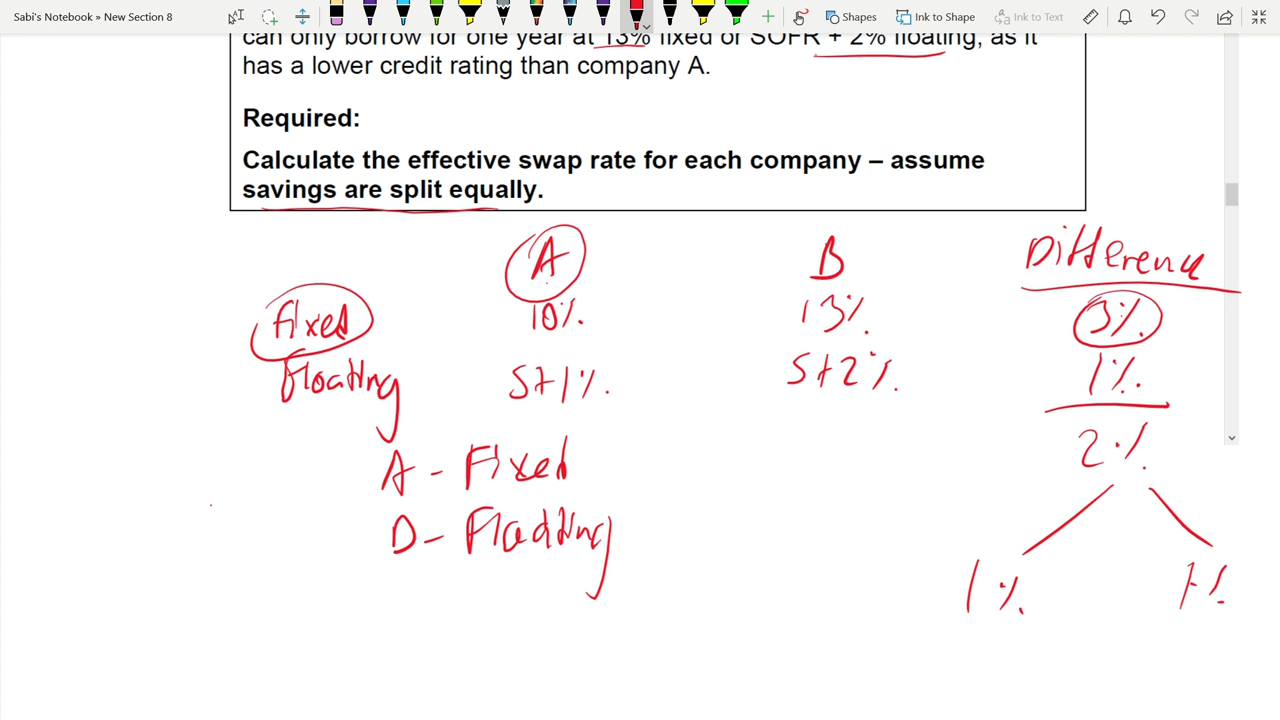 Sabi's Notebook » New Section 8
Shapes Ink to Shape Ink to Text
can only borrow for one year at 13% fixed or SOFR + 2% floating, as it
has a lower credit rating than company A.
Required:
Calculate the effective swap rate for each company – assume
savings are split equally.
A B Difference
Fixed 10% 13% 3%
Floating S+1% S+2% 1%
2%
A - Fixed
D - Floating
1% 1%